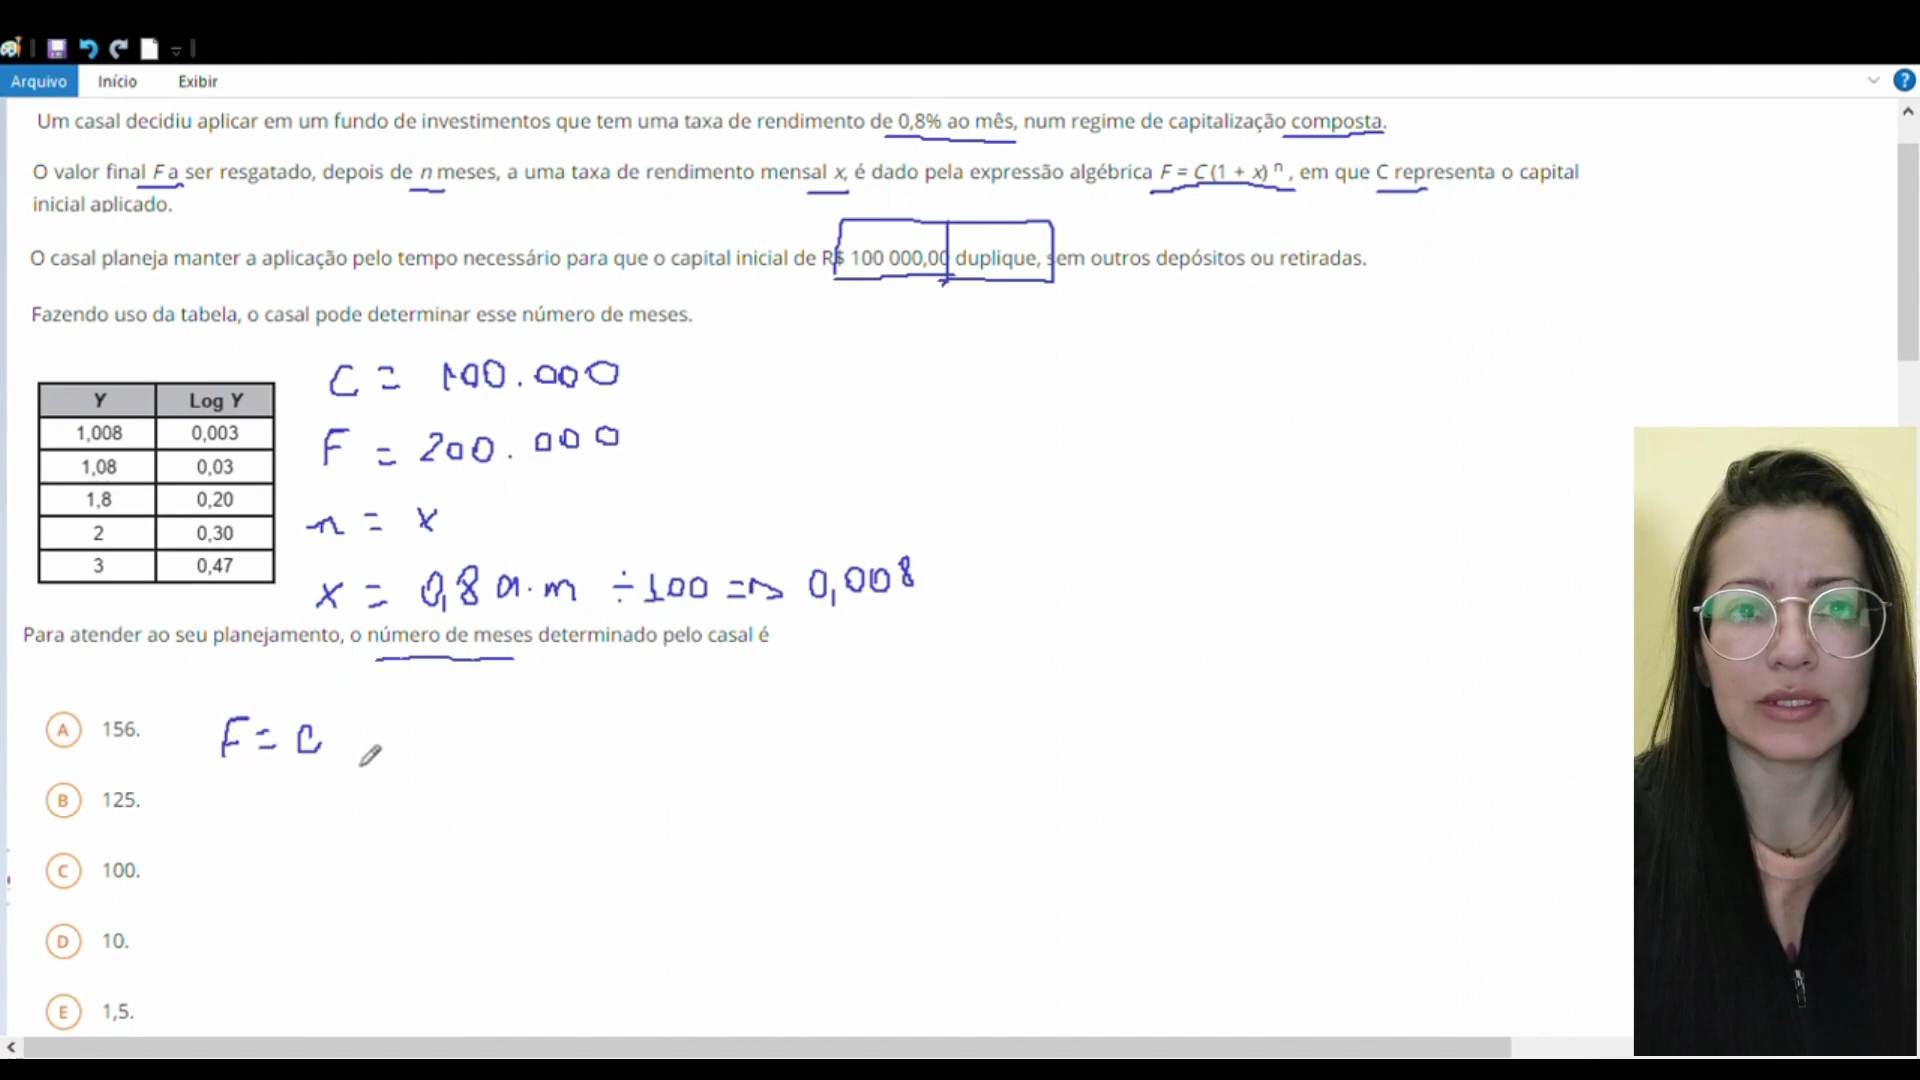 Arquivo Início Exibir
Um casal decidiu aplicar em um fundo de investimentos que tem uma taxa de rendimento de 0,8% ao mês, num regime de capitalização composta.
O valor final F a ser resgatado, depois de n meses, a uma taxa de rendimento mensal x, é dado pela expressão algébrica F = C (1 + x) ⁿ , em que C representa o capital
inicial aplicado.
O casal planeja manter a aplicação pelo tempo necessário para que o capital inicial de R$ 100 000,00 duplique, sem outros depósitos ou retiradas.
Fazendo uso da tabela, o casal pode determinar esse número de meses.
Y Log Y
1,008 0,003
1,08 0,03
1,8 0,20
2 0,30
3 0,47
C = 100.000
F = 200.000
n = x
x = 0,8 a.m ÷100 => 0,008
Para atender ao seu planejamento, o número de meses determinado pelo casal é
A 156.
F = C
B 125.
C 100.
D 10.
E 1,5.